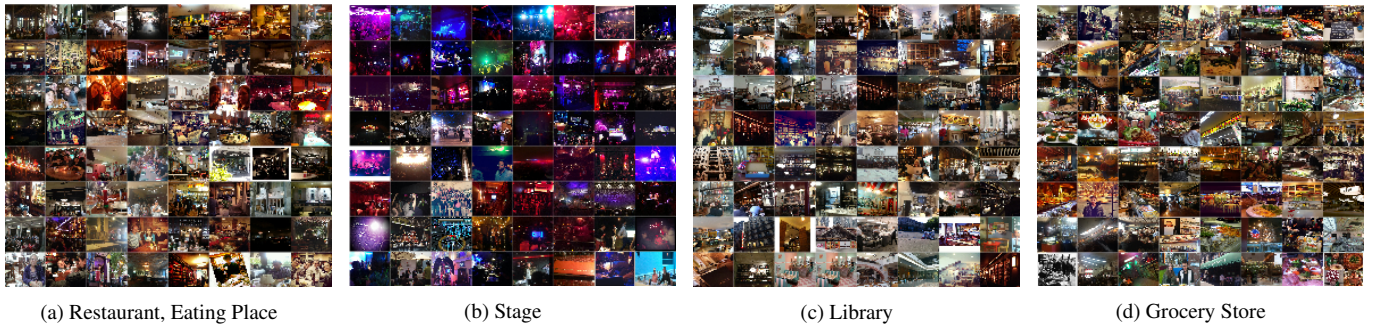 (a) Restaurant, Eating Place
(b) Stage
(c) Library
(d) Grocery Store